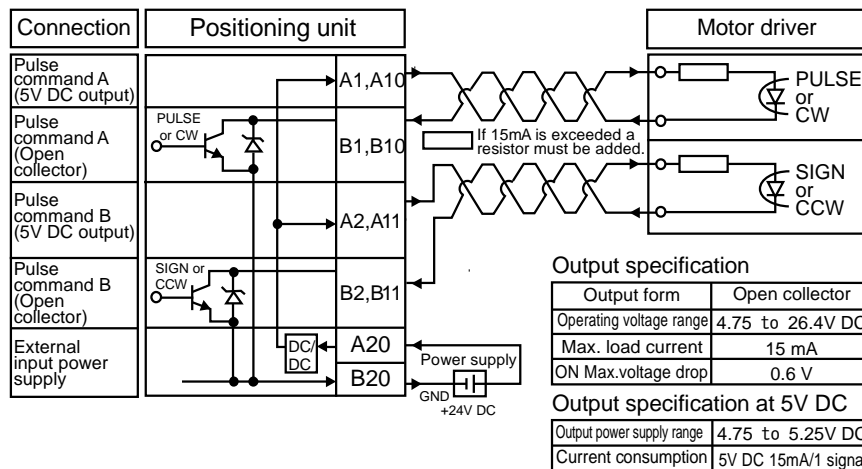 Connection
Positioning unit
Motor driver
Pulse
command A
(5V DC output)
A1,A10
PULSE
or
CW
Pulse
command A
(Open
collector)
PULSE
or CW
B1,B10
If 15mA is exceeded a
resistor must be added.
Pulse
command B
(5V DC output)
A2,A11
SIGN
or
CCW
Pulse
command B
(Open
collector)
SIGN or
CCW
B2,B11
External
input power
supply
DC/
DC
A20
B20
Power supply
GND
+24V DC
Output specification
Output form Open collector
Operating voltage range 4.75 to 26.4V DC
Max. load current 15 mA
ON Max.voltage drop 0.6 V
Output specification at 5V DC
Output power supply range 4.75 to 5.25V DC
Current consumption 5V DC 15mA/1 signal